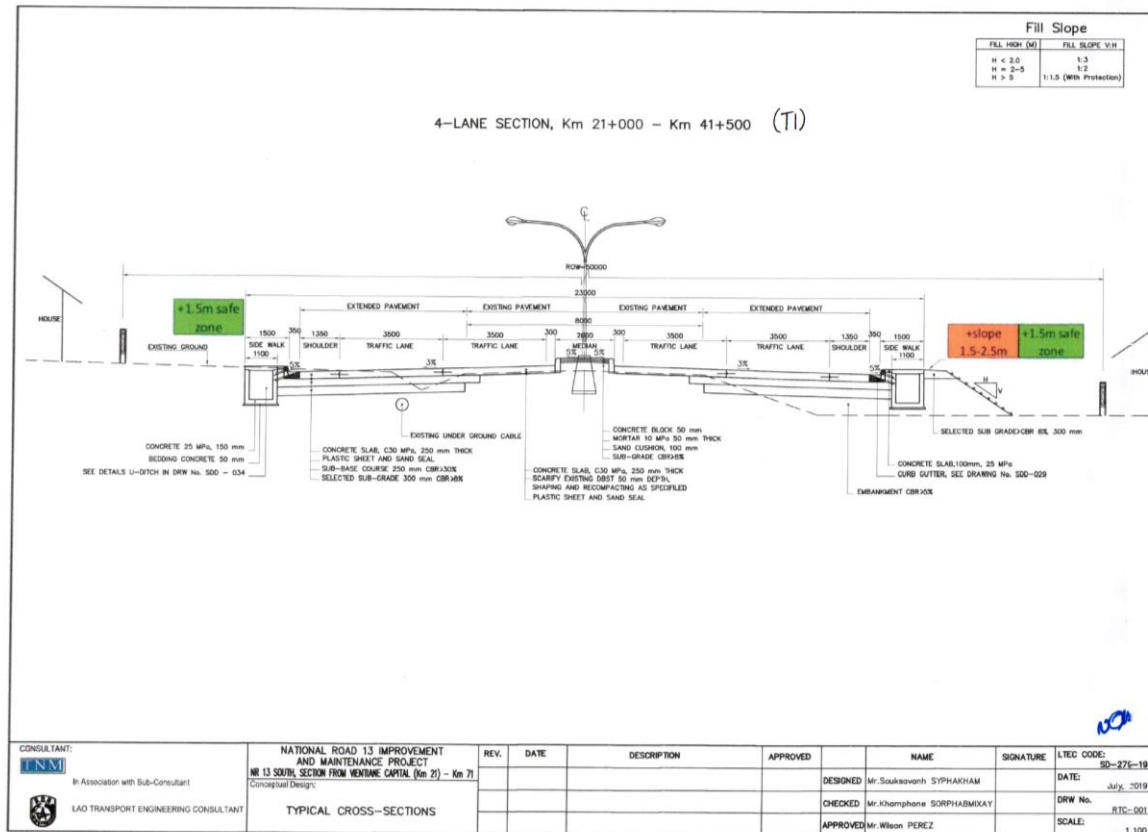 Fill Slope
FILL HIGH (M) FILL SLOPE V:H
H < 2.0 1:3
H = 2-5 1:2
H > 5 1:1.5 (With Protection)
4-LANE SECTION, Km 21+000 - Km 41+500 (T1)
CL
ROW=50000
23000
EXTENDED PAVEMENT EXISTING PAVEMENT EXISTING PAVEMENT EXTENDED PAVEMENT
8000
HOUSE
+1.5m safe
zone
1500 350 1350 3500 3500 300 2000 300 3500 3500 1350 350 1500
SIDE WALK SHOULDER TRAFFIC LANE TRAFFIC LANE MEDIAN TRAFFIC LANE TRAFFIC LANE SHOULDER SIDE WALK
+slope
1.5-2.5m
+1.5m safe
zone
HOUSE
EXISTING GROUND
1100 1100
5% 3% 5% 5% 3% 5%
H
V
EXISTING UNDER GROUND CABLE
CONCRETE 25 MPa, 150 mm
BEDDING CONCRETE 50 mm
SEE DETAILS U-DITCH IN DRW No. SDD - 034
CONCRETE SLAB, C30 MPa, 250 mm THICK
PLASTIC SHEET AND SAND SEAL
SUB-BASE COURSE 250 mm CBR>30%
SELECTED SUB-GRADE 300 mm CBR>8%
CONCRETE BLOCK 50 mm
MORTAR 10 MPa 50 mm THICK
SAND CUSHION, 100 mm
SUB-GRADE CBR>8%
CONCRETE SLAB, C30 MPa, 250 mm THICK
SCARIFY EXISTING DBST 50 mm DEPTH,
SHAPING AND RECOMPACTING AS SPECIFIED
PLASTIC SHEET AND SAND SEAL
SELECTED SUB GRADE>CBR 8%, 300 mm
CONCRETE SLAB,100mm, 25 MPa
CURB GUTTER, SEE DRAWING No. SDD-029
EMBANKMENT CBR>5%
CONSULTANT:
TNM
In Association with Sub-Consultant
LAO TRANSPORT ENGINEERING CONSULTANT
NATIONAL ROAD 13 IMPROVEMENT
AND MAINTENANCE PROJECT
NR 13 SOUTH, SECTION FROM VIENTIANE CAPITAL (Km 21) - Km 71
Conceptual Design:
TYPICAL CROSS-SECTIONS
REV. DATE DESCRIPTION APPROVED
NAME SIGNATURE
DESIGNED Mr.Souksavanh SYPHAKHAM
CHECKED Mr.Khamphone SORPHABMIXAY
APPROVED Mr.Wilson PEREZ
LTEC CODE:
SD-276-19
DATE:
July, 2019
DRW No.
RTC-001
SCALE:
1:100